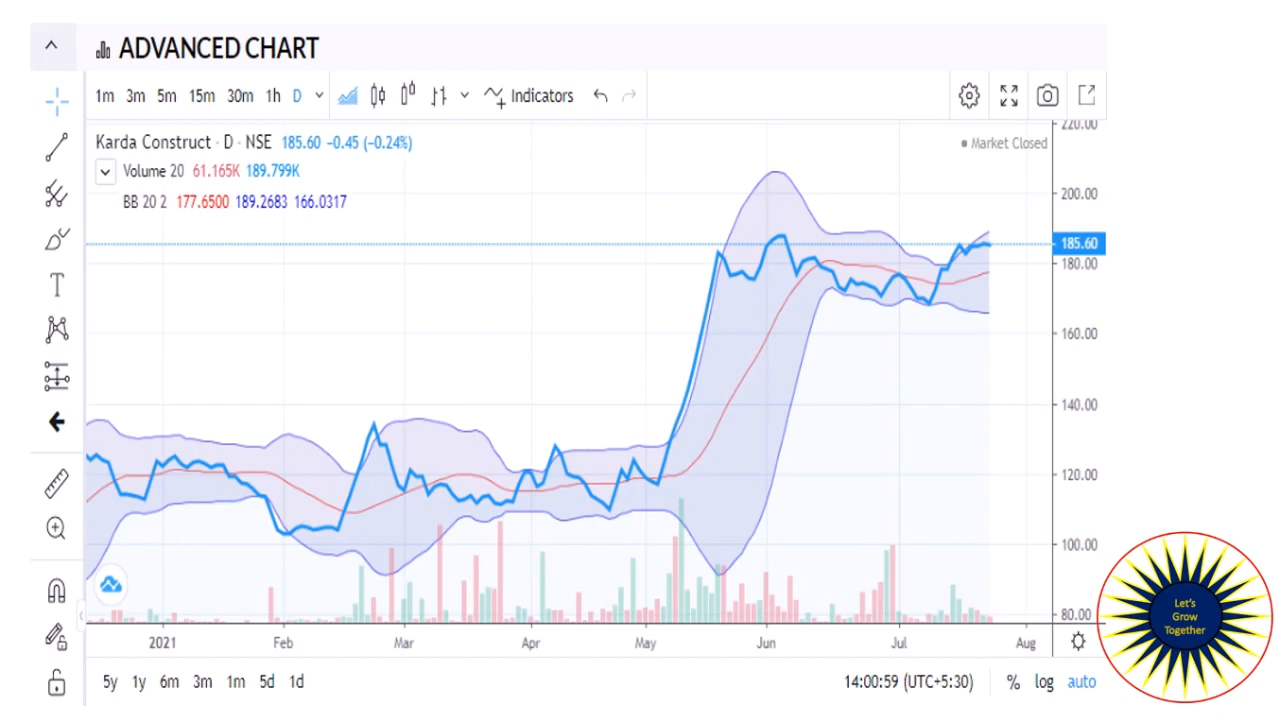 ADVANCED CHART
1m 3m 5m 15m 30m 1h D Indicators
Karda Construct · D · NSE 185.60 −0.45 (−0.24%)
Market Closed
Volume 20 61.165K 189.799K
BB 20 2 177.6500 189.2683 166.0317
T
220.00
200.00
185.60
180.00
160.00
140.00
120.00
100.00
80.00
2021 Feb Mar Apr May Jun Jul Aug
5y 1y 6m 3m 1m 5d 1d 14:00:59 (UTC+5:30) % log auto
Let's
Grow
Together